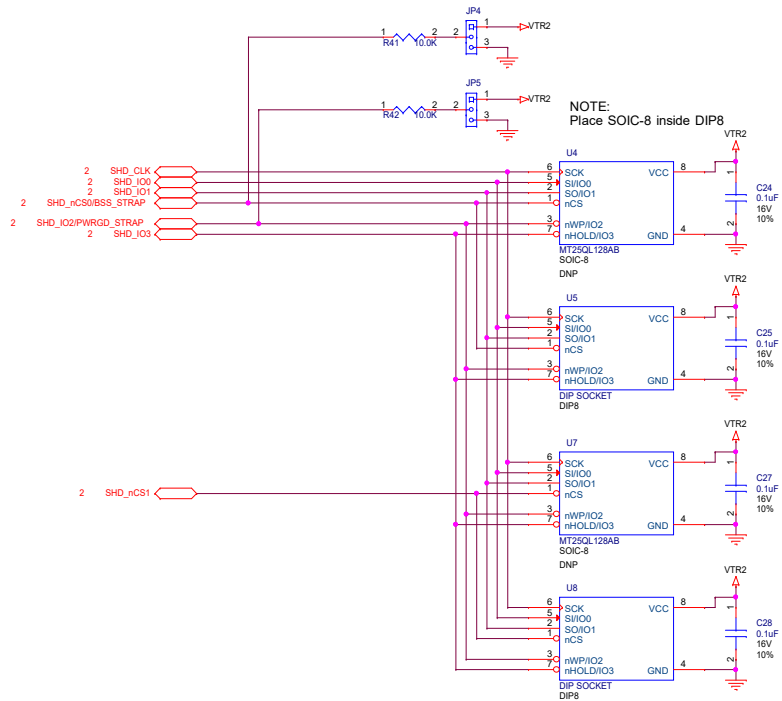 JP4
1
VTR2
1 2 2
R41 10.0K
3
JP5
1
VTR2
1 2 2
R42 10.0K
3
NOTE:
Place SOIC-8 inside DIP8
VTR2
U4
2 SHD_CLK 6 SCK VCC 8 1
2 SHD_IO0 5 SI/IO0
2 SHD_IO1 2 SO/IO1
2 SHD_nCS0/BSS_STRAP 1 nCS
C24
0.1uF
16V
10%
2 SHD_IO2/PWRGD_STRAP 3 nWP/IO2 2
2 SHD_IO3 7 nHOLD/IO3 GND 4
MT25QL128AB
SOIC-8
DNP
VTR2
U5
6 SCK VCC 8 1
5 SI/IO0
2 SO/IO1
1 nCS
C25
0.1uF
16V
10%
3 nWP/IO2 2
7 nHOLD/IO3 GND 4
DIP SOCKET
DIP8
VTR2
U7
6 SCK VCC 8 1
5 SI/IO0
2 SO/IO1
2 SHD_nCS1 1 nCS
C27
0.1uF
16V
10%
3 nWP/IO2 2
7 nHOLD/IO3 GND 4
MT25QL128AB
SOIC-8
DNP
VTR2
U8
6 SCK VCC 8 1
5 SI/IO0
2 SO/IO1
1 nCS
C28
0.1uF
16V
10%
3 nWP/IO2 2
7 nHOLD/IO3 GND 4
DIP SOCKET
DIP8